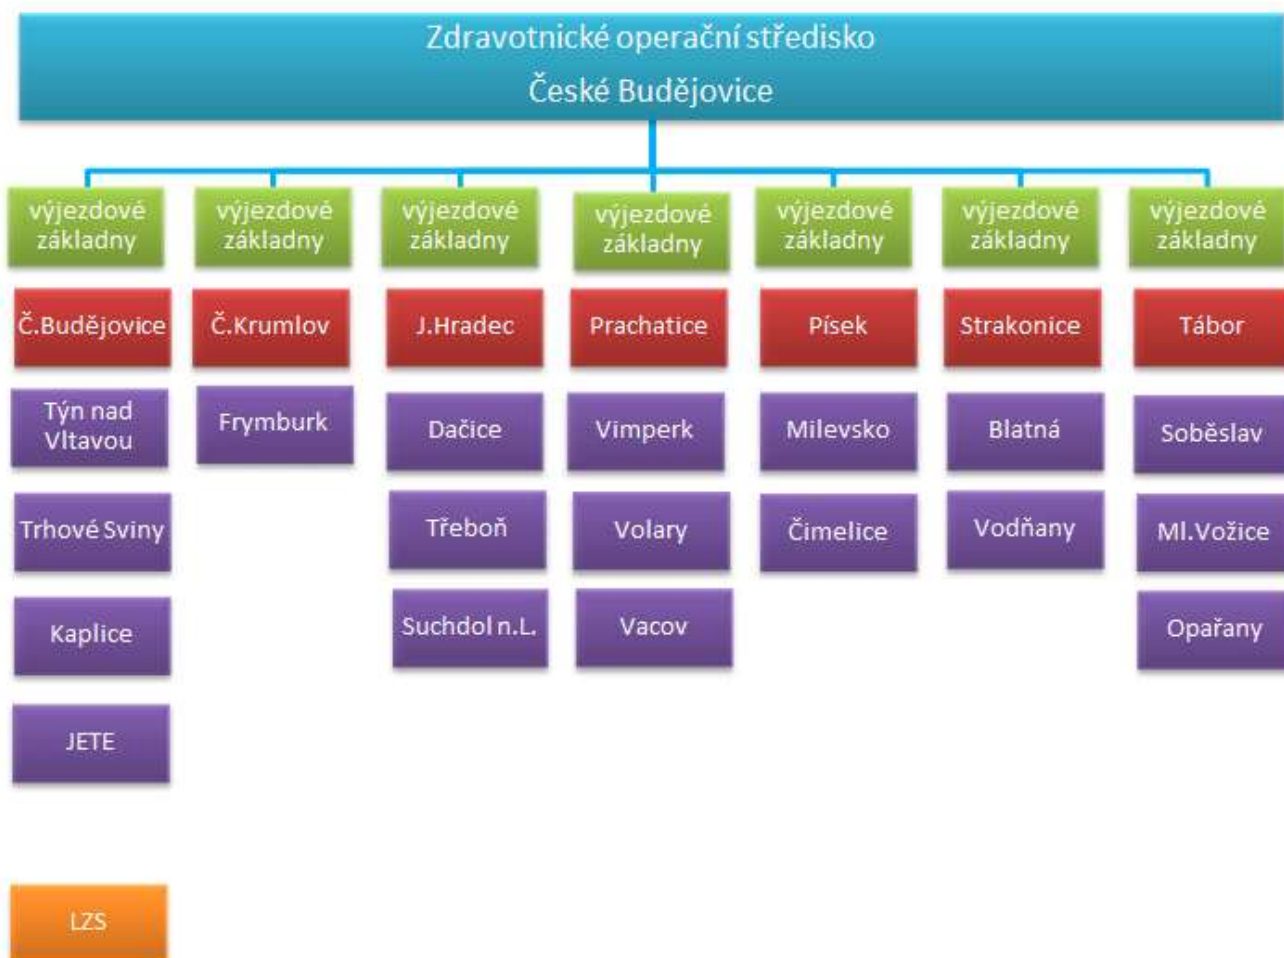 Zdravotnické operační středisko
České Budějovice
výjezdové
základny
výjezdové
základny
výjezdové
základny
výjezdové
základny
výjezdové
základny
výjezdové
základny
výjezdové
základny
Č.Budějovice
Č.Krumlov
J.Hradec
Prachatice
Písek
Strakonice
Tábor
Týn nad
Vltavou
Frymburk
Dačice
Vimperk
Milevsko
Blatná
Soběslav
Trhové Sviny
Třeboň
Volary
Čimelice
Vodňany
Ml.Vožice
Kaplice
Suchdol n.L.
Vacov
Opařany
JETE
LZS